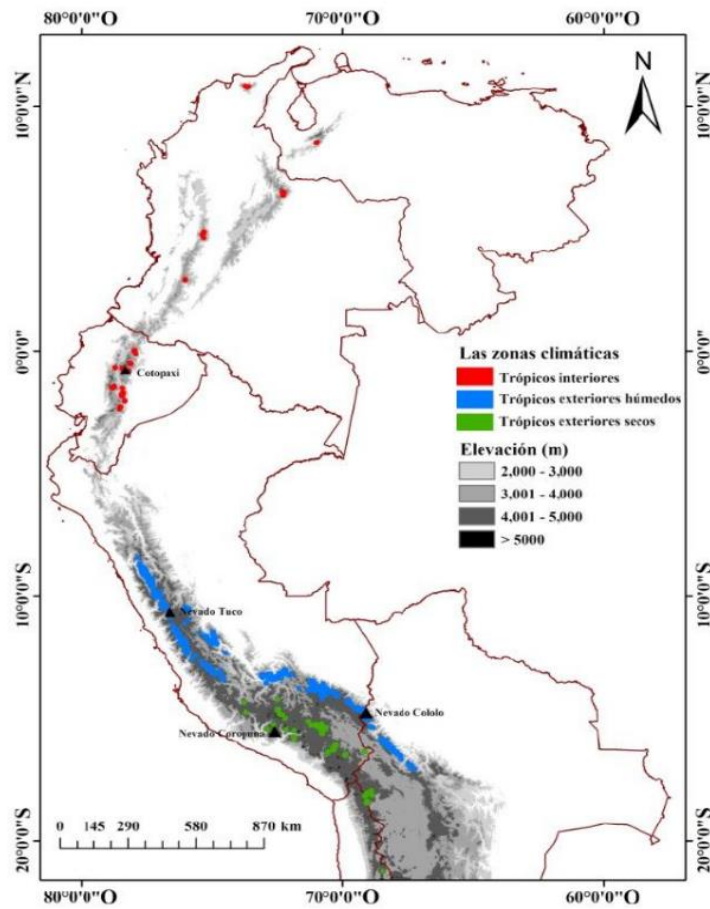 80°0'0"O 70°0'0"O 60°0'0"O
10°0'0"N
10°0'0"N
N
0°0'0"
0°0'0"
Cotopaxi
Las zonas climáticas
Trópicos interiores
Trópicos exteriores húmedos
Trópicos exteriores secos
Elevación (m)
2,000 - 3,000
3,001 - 4,000
4,001 - 5,000
> 5000
10°0'0"S
10°0'0"S
Nevado Tuco
Nevado Cololo
Nevado Coropuna
0 145 290 580 870 km
20°0'0"S
20°0'0"S
80°0'0"O 70°0'0"O 60°0'0"O